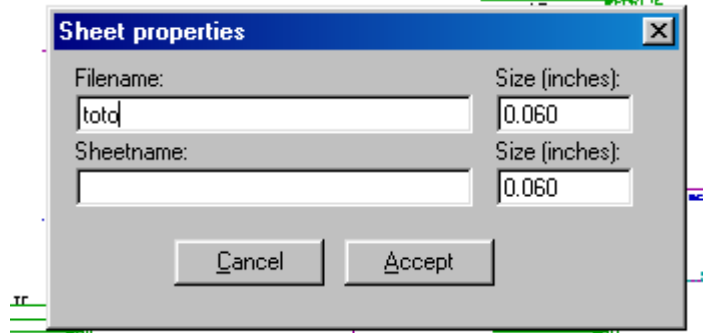 Sheet properties
Filename:
Size (inches):
toto
0.060
Sheetname:
Size (inches):
0.060
Cancel
Accept